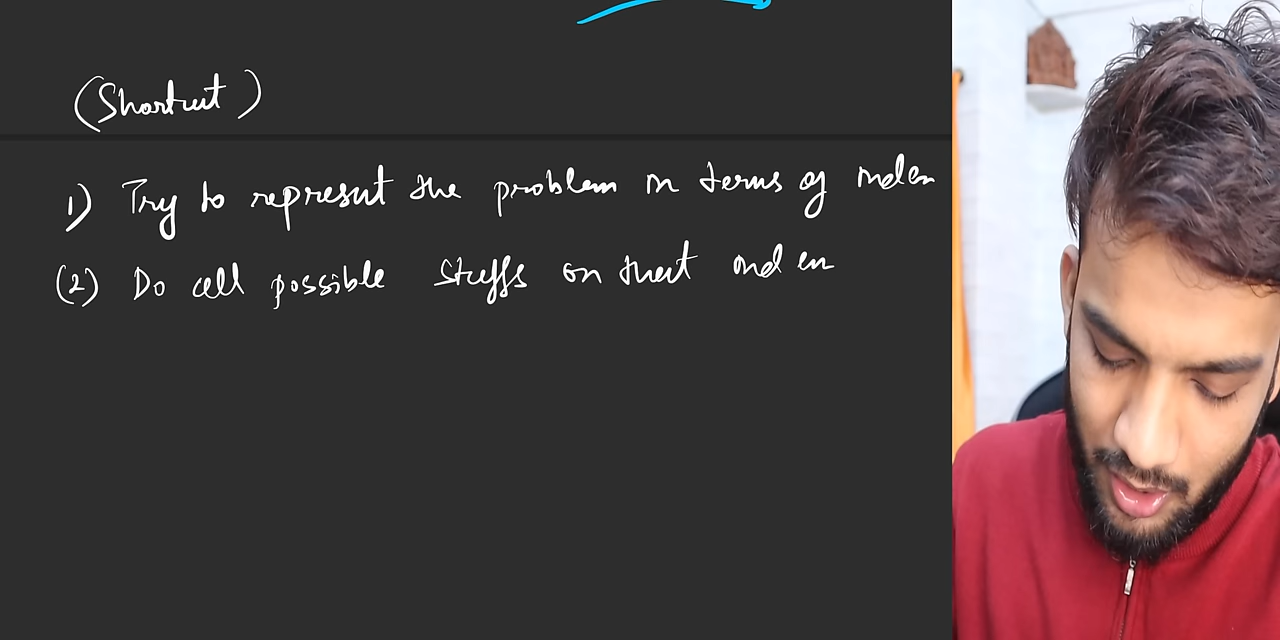 (Shortcut)
1) Try to represent the problem in terms of index
(2) Do all possible stuffs on that index